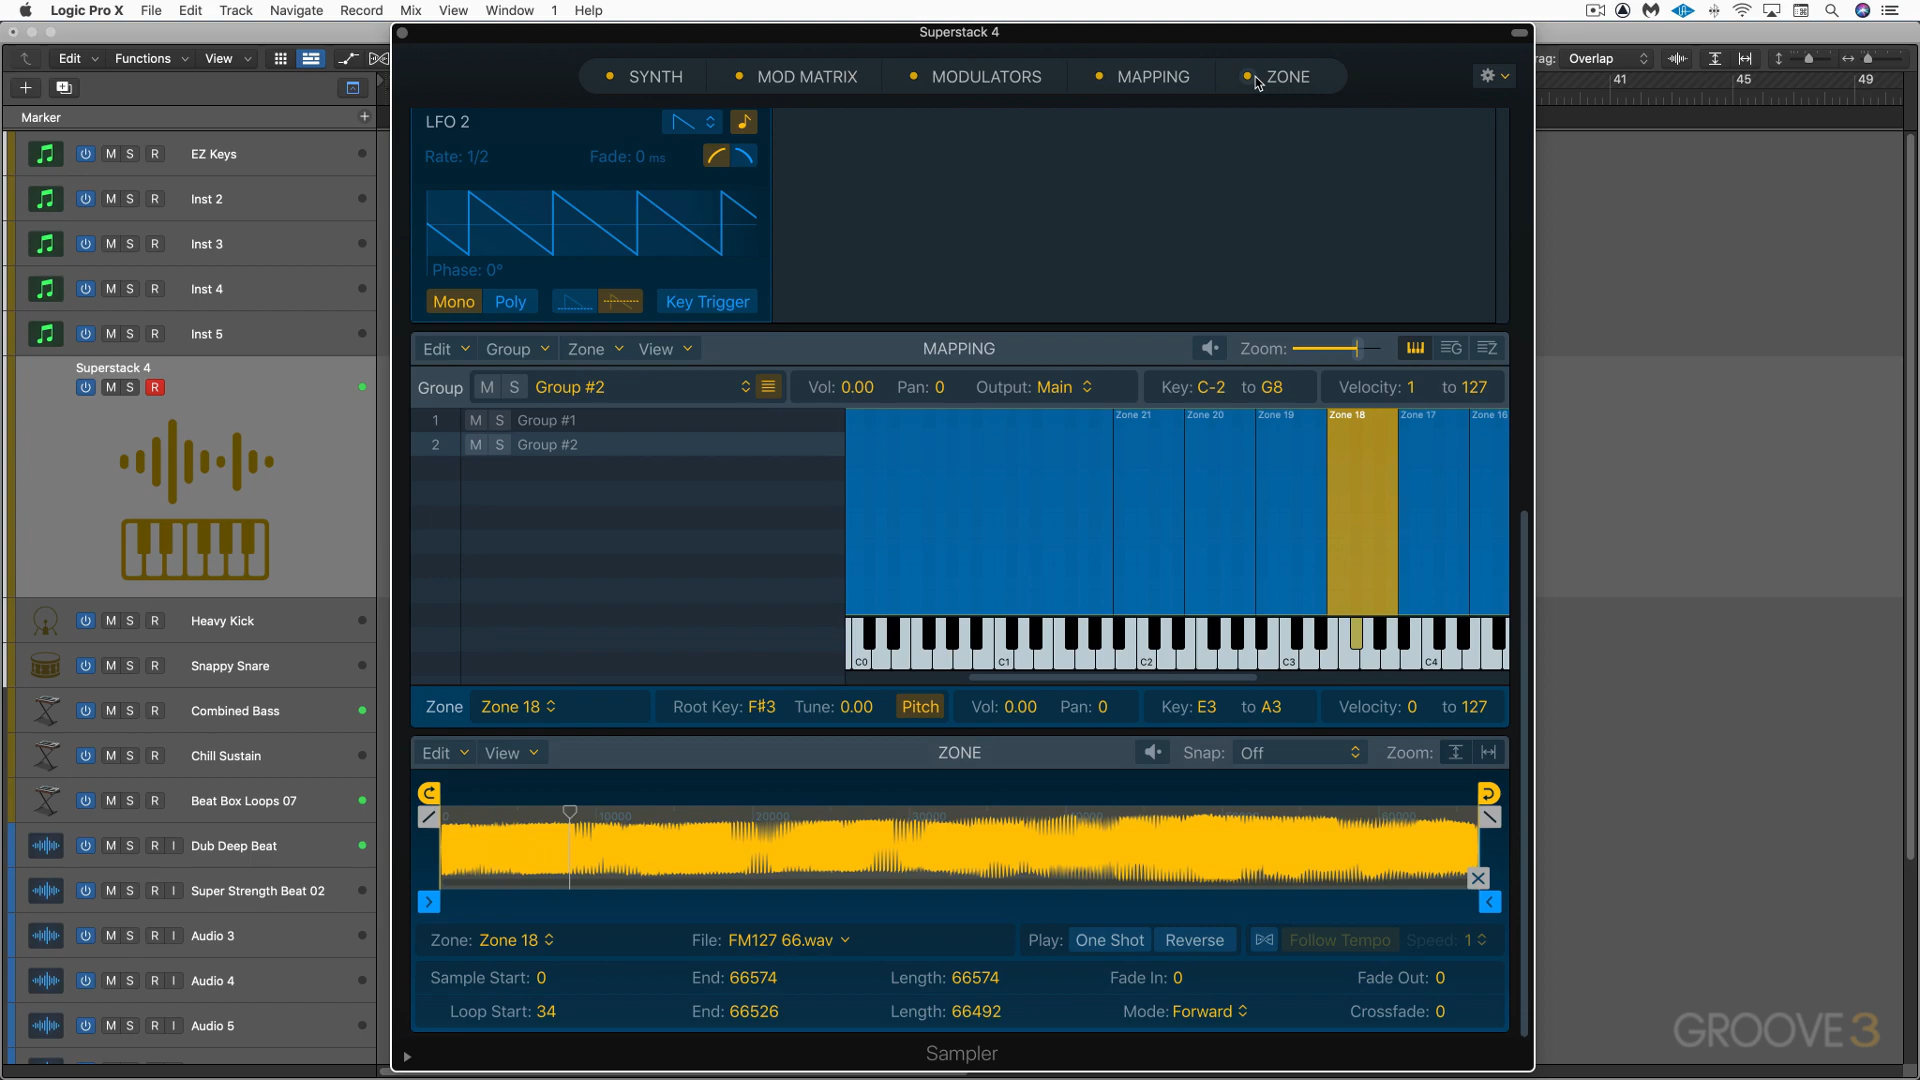 Logic Pro X File Edit Track Navigate Record Mix View Window 1 Help
Superstack 4
Edit Functions View
rag: Overlap
SYNTH MOD MATRIX MODULATORS MAPPING ZONE
41 45 49
Marker
LFO 2
Rate: 1/2 Fade: 0 ms
Phase: 0°
Mono Poly Key Trigger
M S R EZ Keys
M S R Inst 2
M S R Inst 3
M S R Inst 4
M S R Inst 5
Superstack 4
M S R
M S R Heavy Kick
M S R Snappy Snare
M S R Combined Bass
M S R Chill Sustain
M S R Beat Box Loops 07
M S R I Dub Deep Beat
M S R I Super Strength Beat 02
M S R I Audio 3
M S R I Audio 4
M S R I Audio 5
Edit Group Zone View MAPPING Zoom:
Group M S Group #2 Vol: 0.00 Pan: 0 Output: Main Key: C-2 to G8 Velocity: 1 to 127
1 M S Group #1
2 M S Group #2
Zone 21 Zone 20 Zone 19 Zone 18 Zone 17 Zone 16
C0 C1 C2 C3 C4
Zone Zone 18 Root Key: F#3 Tune: 0.00 Pitch Vol: 0.00 Pan: 0 Key: E3 to A3 Velocity: 0 to 127
Edit View ZONE Snap: Off Zoom:
0 10000 20000 30000
Zone: Zone 18 File: FM127 66.wav Play: One Shot Reverse Follow Tempo Speed: 1
Sample Start: 0 End: 66574 Length: 66574 Fade In: 0 Fade Out: 0
Loop Start: 34 End: 66526 Length: 66492 Mode: Forward Crossfade: 0
Sampler
GROOVE3